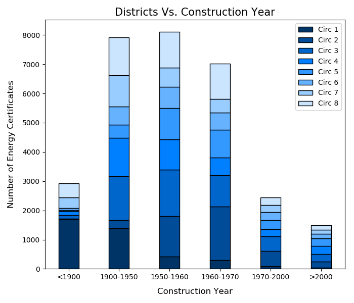 Districts Vs. Construction Year
Number of Energy Certificates
8000
7000
6000
5000
4000
3000
2000
1000
0
Circ 1
Circ 2
Circ 3
Circ 4
Circ 5
Circ 6
Circ 7
Circ 8
<1900 1900-1950 1950-1960 1960-1970 1970-2000 >2000
Construction Year